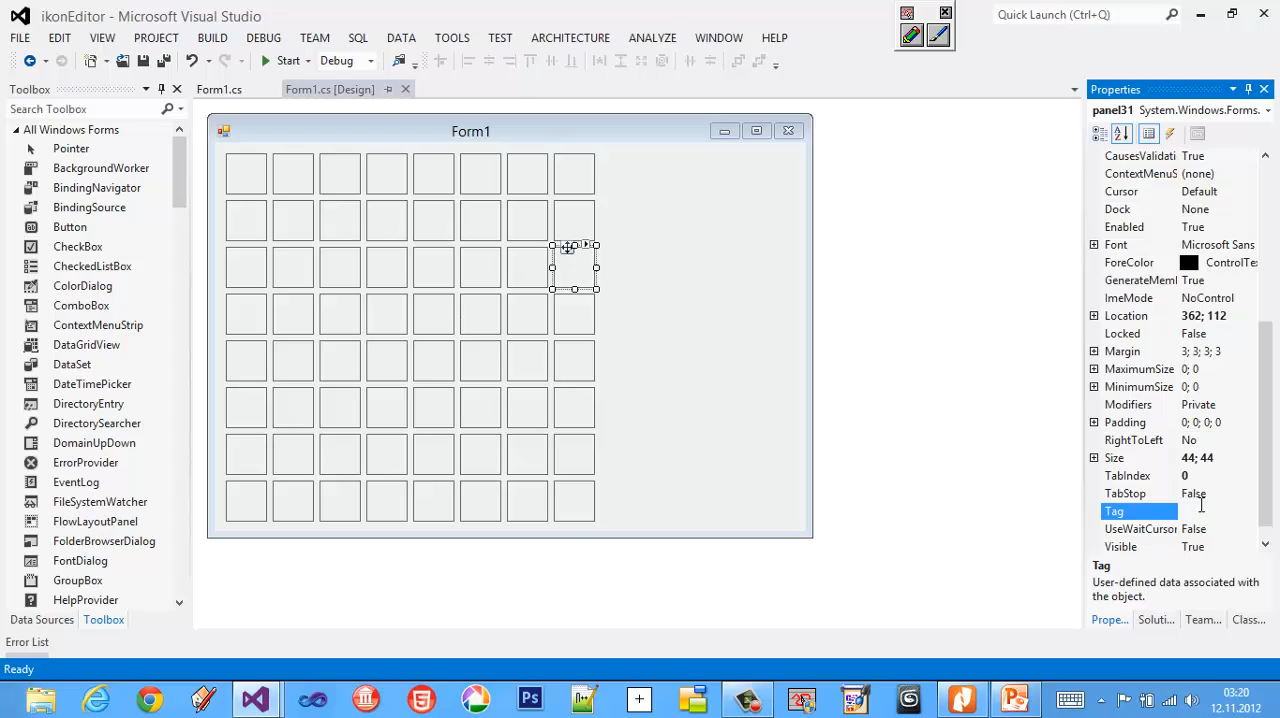 ikonEditor - Microsoft Visual Studio
Quick Launch (Ctrl+Q)
FILE EDIT VIEW PROJECT BUILD DEBUG TEAM SQL DATA TOOLS TEST ARCHITECTURE ANALYZE WINDOW HELP
Start Debug
Toolbox
Search Toolbox
All Windows Forms
Pointer
BackgroundWorker
BindingNavigator
BindingSource
Button
CheckBox
CheckedListBox
ColorDialog
ComboBox
ContextMenuStrip
DataGridView
DataSet
DateTimePicker
DirectoryEntry
DirectorySearcher
DomainUpDown
ErrorProvider
EventLog
FileSystemWatcher
FlowLayoutPanel
FolderBrowserDialog
FontDialog
GroupBox
HelpProvider
Data Sources Toolbox
Error List
Form1.cs Form1.cs [Design]
Form1
Properties
panel31 System.Windows.Forms.
CausesValidati True
ContextMenuS (none)
Cursor Default
Dock None
Enabled True
Font Microsoft Sans
ForeColor ControlTe
GenerateMeml True
ImeMode NoControl
Location 362; 112
Locked False
Margin 3; 3; 3; 3
MaximumSize 0; 0
MinimumSize 0; 0
Modifiers Private
Padding 0; 0; 0; 0
RightToLeft No
Size 44; 44
TabIndex 0
TabStop False
Tag
UseWaitCursor False
Visible True
Tag
User-defined data associated with
the object.
Prope... Soluti... Team... Class...
Ready
Ps
03:20
12.11.2012